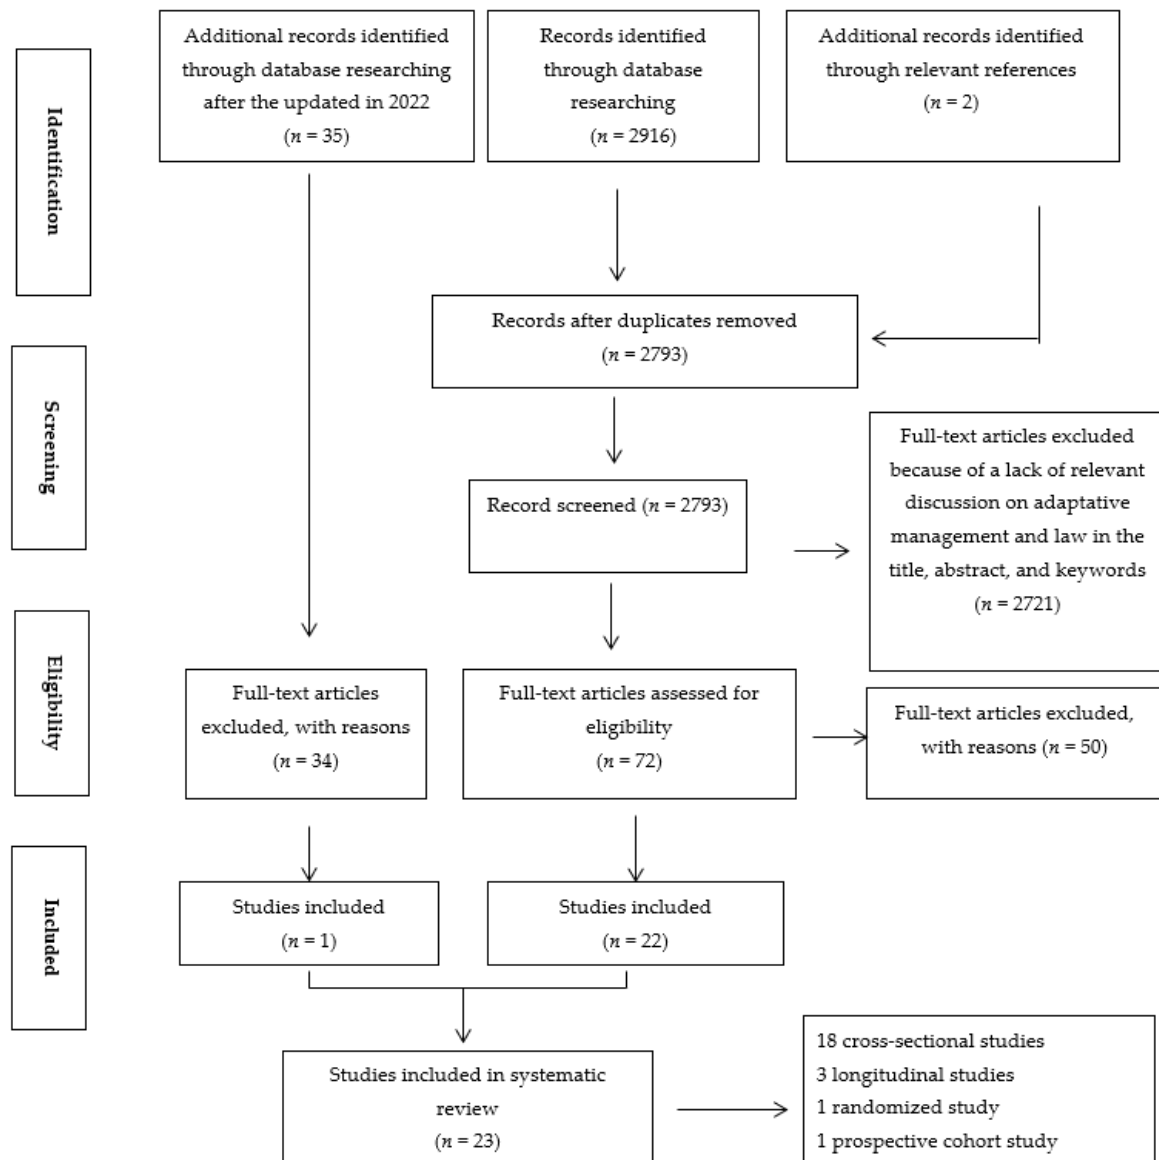 Identification
Additional records identified
through database researching
after the updated in 2022
(n = 35)
Records identified
through database
researching
(n = 2916)
Additional records identified
through relevant references
(n = 2)
Records after duplicates removed
(n = 2793)
Screening
Record screened (n = 2793)
Full-text articles excluded
because of a lack of relevant
discussion on adaptative
management and law in the
title, abstract, and keywords
(n = 2721)
Eligibility
Full-text articles
excluded, with reasons
(n = 34)
Full-text articles assessed for
eligibility
(n = 72)
Full-text articles excluded,
with reasons (n = 50)
Included
Studies included
(n = 1)
Studies included
(n = 22)
Studies included in systematic
review
(n = 23)
18 cross-sectional studies
3 longitudinal studies
1 randomized study
1 prospective cohort study